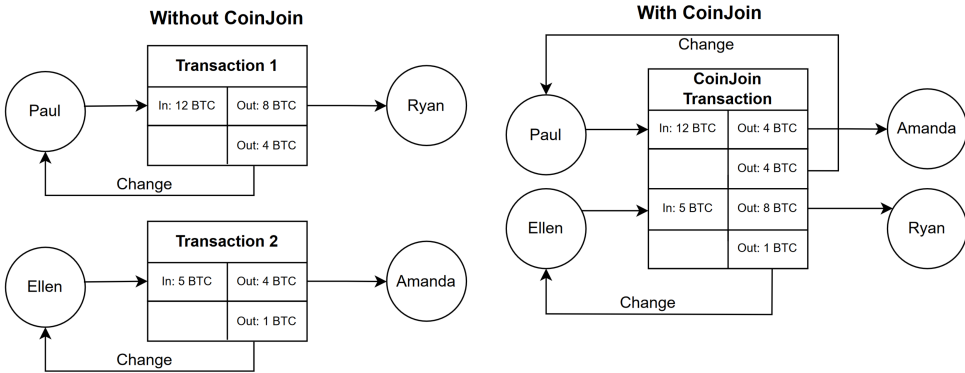 Without CoinJoin
Transaction 1
Paul
In: 12 BTC
Out: 8 BTC
Ryan
Out: 4 BTC
Change
Transaction 2
Ellen
In: 5 BTC
Out: 4 BTC
Amanda
Out: 1 BTC
Change
With CoinJoin
Change
CoinJoin
Transaction
Paul
In: 12 BTC
Out: 4 BTC
Amanda
Out: 4 BTC
Ellen
In: 5 BTC
Out: 8 BTC
Ryan
Out: 1 BTC
Change